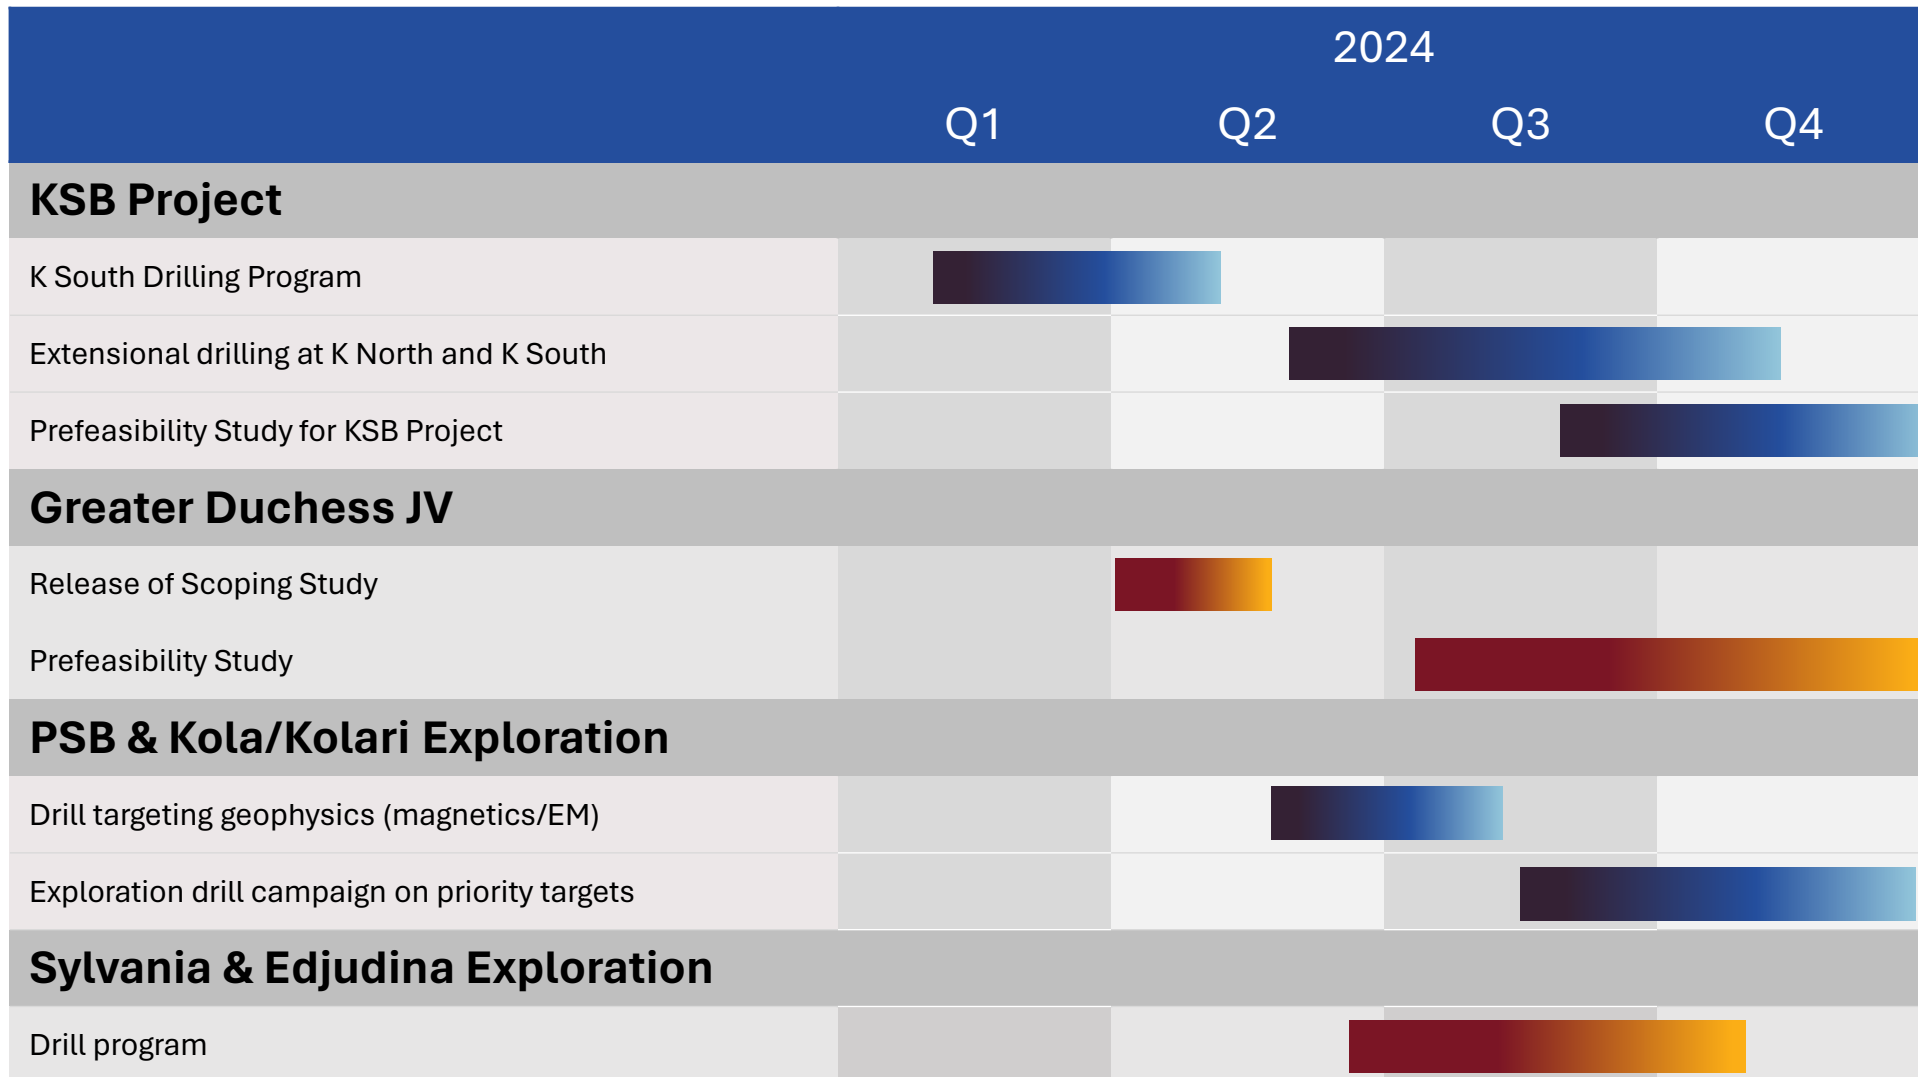 2024
Q1 Q2 Q3 Q4
KSB Project
K South Drilling Program
Extensional drilling at K North and K South
Prefeasibility Study for KSB Project
Greater Duchess JV
Release of Scoping Study
Prefeasibility Study
PSB & Kola/Kolari Exploration
Drill targeting geophysics (magnetics/EM)
Exploration drill campaign on priority targets
Sylvania & Edjudina Exploration
Drill program